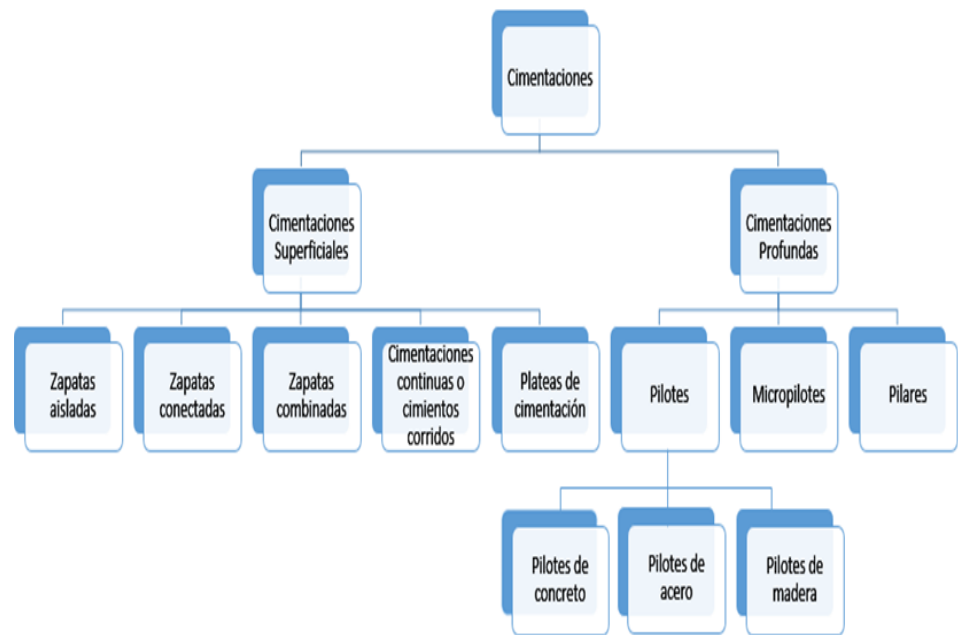 Cimentaciones
Cimentaciones
Superficiales
Cimentaciones
Profundas
Zapatas
aisladas
Zapatas
conectadas
Zapatas
combinadas
Cimentaciones
continuas o
cimientos
corridos
Plateas de
cimentación
Pilotes
Micropilotes
Pilares
Pilotes de
concreto
Pilotes de
acero
Pilotes de
madera